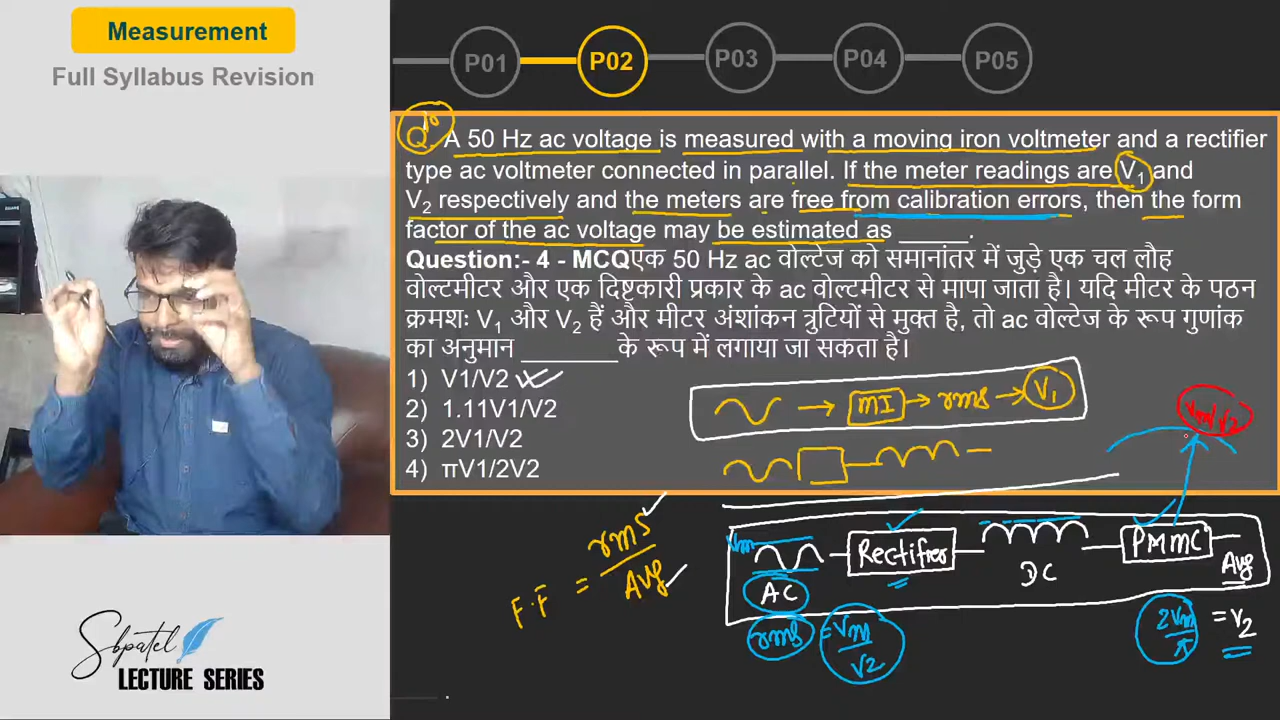 Measurement
Full Syllabus Revision
P01
P02
P03
P04
P05
Q. A 50 Hz ac voltage is measured with a moving iron voltmeter and a rectifier
type ac voltmeter connected in parallel. If the meter readings are V1 and
V2 respectively and the meters are free from calibration errors, then the form
factor of the ac voltage may be estimated as _____.
Question:- 4 - MCQएक 50 Hz ac वोल्टेज को समानांतर में जुड़े एक चल लौह
वोल्टमीटर और एक दिष्टकारी प्रकार के ac वोल्टमीटर से मापा जाता है। यदि मीटर के पठन
क्रमशः V1 और V2 हैं और मीटर अंशांकन त्रुटियों से मुक्त है, तो ac वोल्टेज के रूप गुणांक
का अनुमान _______के रूप में लगाया जा सकता है।
1) V1/V2
2) 1.11V1/V2
3) 2V1/V2
4) πV1/2V2
MI
rms
V1
Vm/√2
F.F = rms/Avg
Vm
AC
Rectifier
DC
PMMC
Avg
rms = Vm/√2
2Vm/π = V2
Sbpatel
LECTURE SERIES